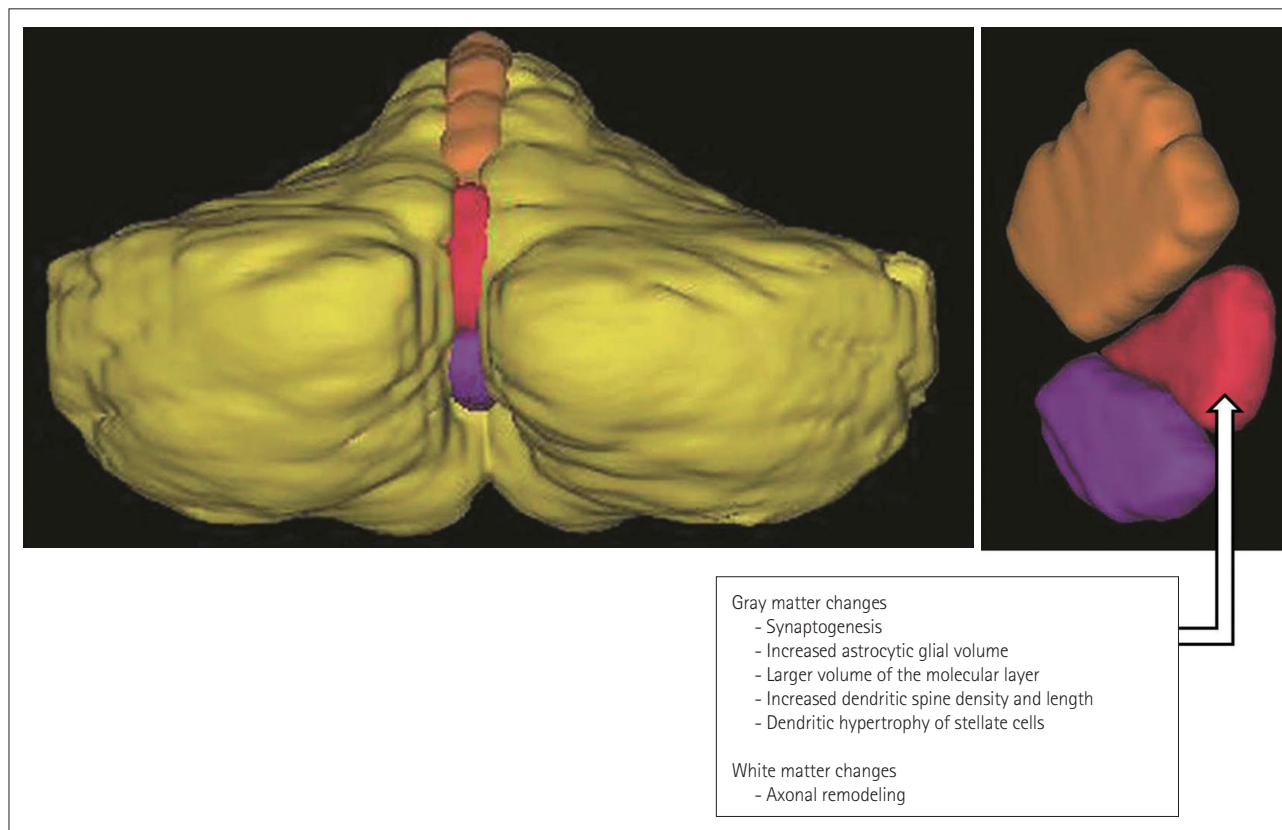 Gray matter changes
- Synaptogenesis
- Increased astrocytic glial volume
- Larger volume of the molecular layer
- Increased dendritic spine density and length
- Dendritic hypertrophy of stellate cells
White matter changes
- Axonal remodeling